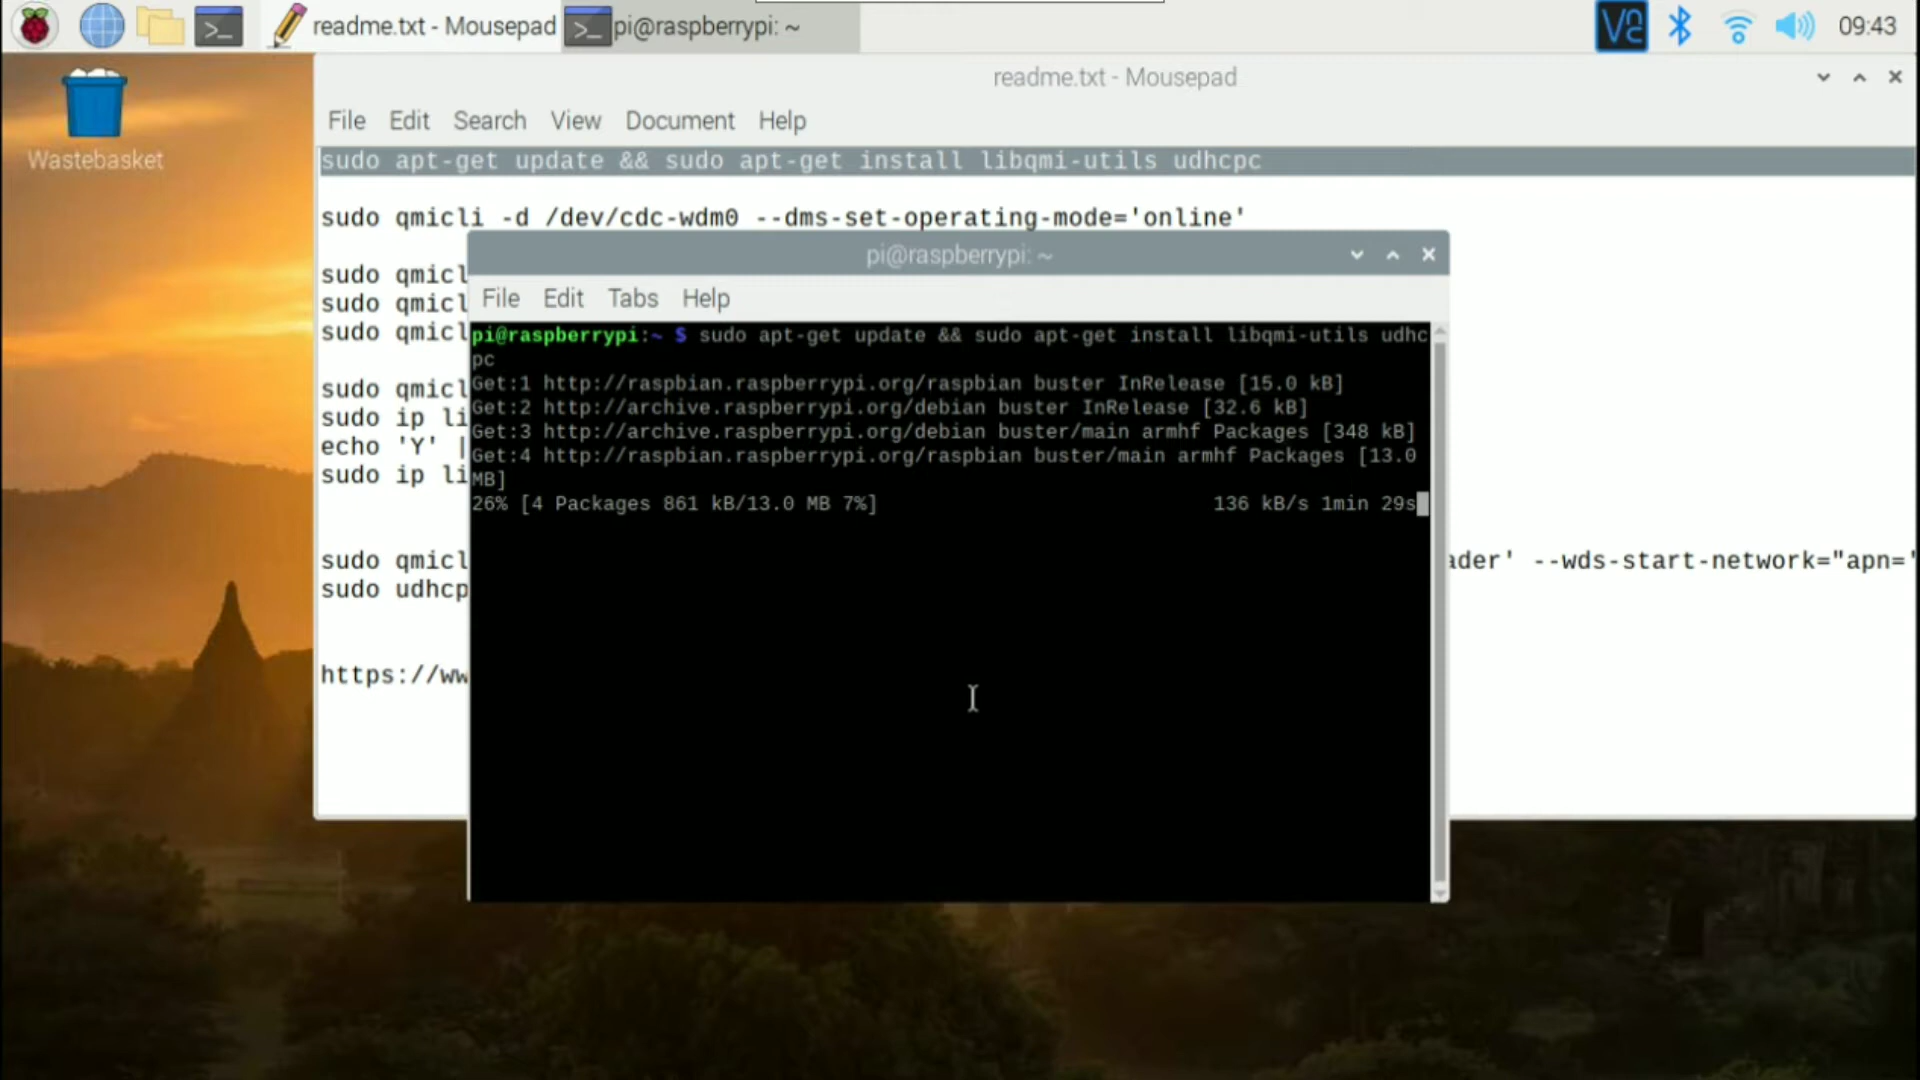 readme.txt - Mousepad
pi@raspberrypi: ~
09:43
Wastebasket
readme.txt - Mousepad
File Edit Search View Document Help
sudo apt-get update && sudo apt-get install libqmi-utils udhcpc
sudo qmicli -d /dev/cdc-wdm0 --dms-set-operating-mode='online'
sudo qmicl
sudo qmicl
sudo qmicl
sudo qmicl
sudo ip li
echo 'Y' |
sudo ip li
sudo qmicl
ader' --wds-start-network="apn='
sudo udhcp
https://ww
pi@raspberrypi: ~
File Edit Tabs Help
pi@raspberrypi:~ $ sudo apt-get update && sudo apt-get install libqmi-utils udhc
pc
Get:1 http://raspbian.raspberrypi.org/raspbian buster InRelease [15.0 kB]
Get:2 http://archive.raspberrypi.org/debian buster InRelease [32.6 kB]
Get:3 http://archive.raspberrypi.org/debian buster/main armhf Packages [348 kB]
Get:4 http://raspbian.raspberrypi.org/raspbian buster/main armhf Packages [13.0
MB]
26% [4 Packages 861 kB/13.0 MB 7%] 136 kB/s 1min 29s